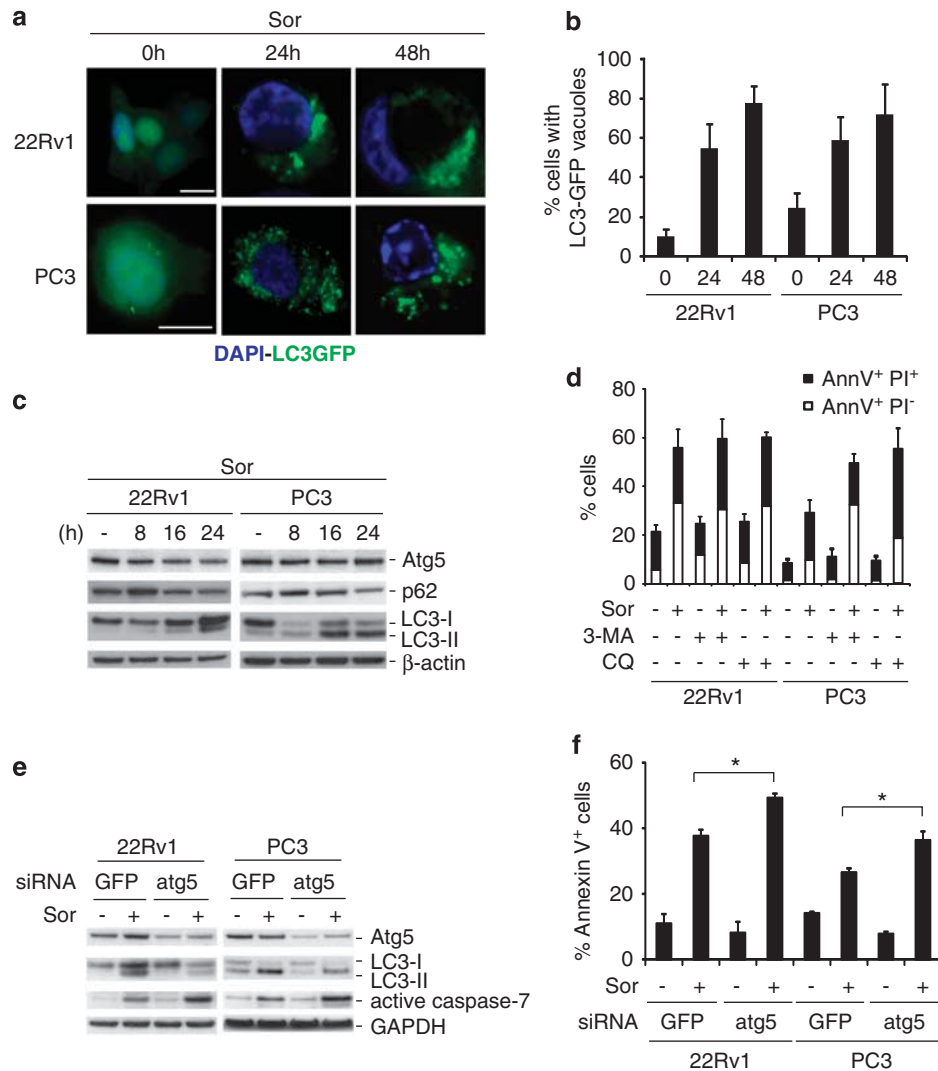 a
Sor
0h 24h 48h
22Rv1
PC3
DAPI-LC3GFP
b
% cells with
LC3-GFP vacuoles
100
80
60
40
20
0
0 24 48 0 24 48
22Rv1 PC3
c
Sor
22Rv1 PC3
(h) - 8 16 24 - 8 16 24
- Atg5
- p62
LC3-I
LC3-II
- β-actin
d
AnnV+ PI+
AnnV+ PI-
% cells
80
60
40
20
0
Sor - + - + - + - + - + - +
3-MA - - + + - - - - + + - -
CQ - - - - + + - - - - + +
22Rv1 PC3
e
22Rv1 PC3
siRNA GFP atg5 GFP atg5
Sor - + - + - + - +
- Atg5
LC3-I
LC3-II
- active caspase-7
- GAPDH
f
% Annexin V+ cells
60
40
20
0
* *
Sor - + - + - + - +
siRNA GFP atg5 GFP atg5
22Rv1 PC3